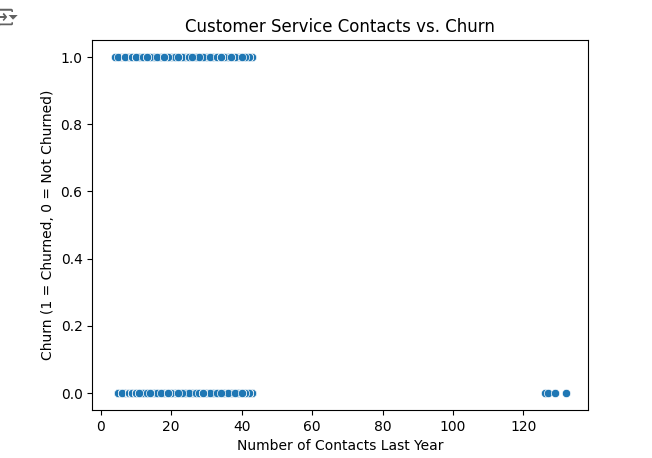 Customer Service Contacts vs. Churn
1.0
0.8
0.6
0.4
0.2
0.0
Churn (1 = Churned, 0 = Not Churned)
0 20 40 60 80 100 120
Number of Contacts Last Year